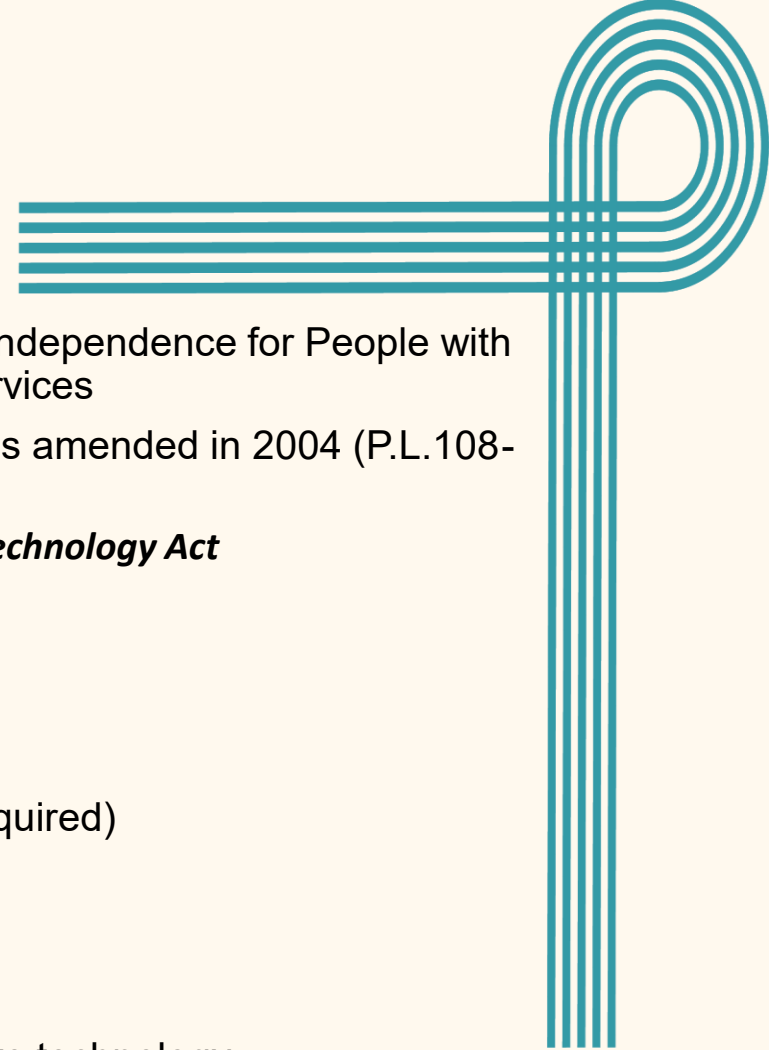 ndependence for People with
rvices
s amended in 2004 (P.L.108-
echnology Act
quired)